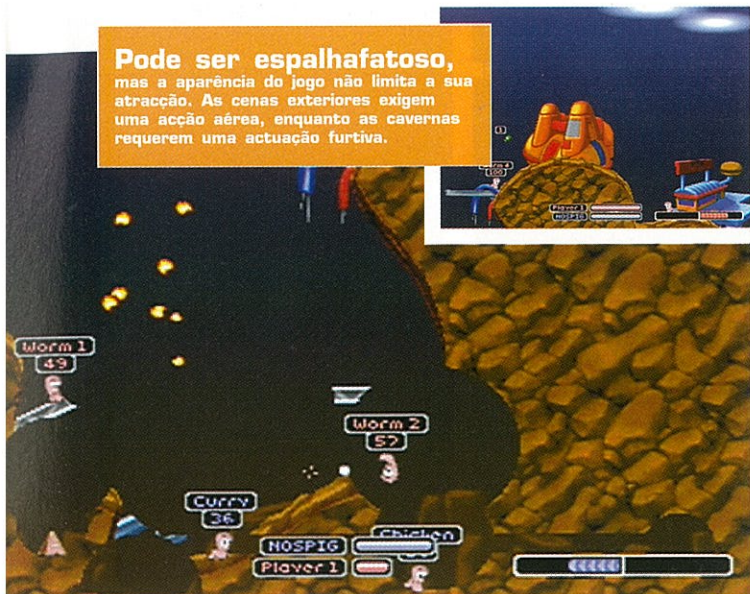 Pode ser espalhafatoso,
mas a aparência do jogo não limita a sua
atracção. As cenas exteriores exigem
uma acção aérea, enquanto as cavernas
requerem uma actuação furtiva.
1
100
Player 1
NOSPIG
Worm 1
49
Worm 2
57
Curry
36
Chicken
NOSPIG
Player 1